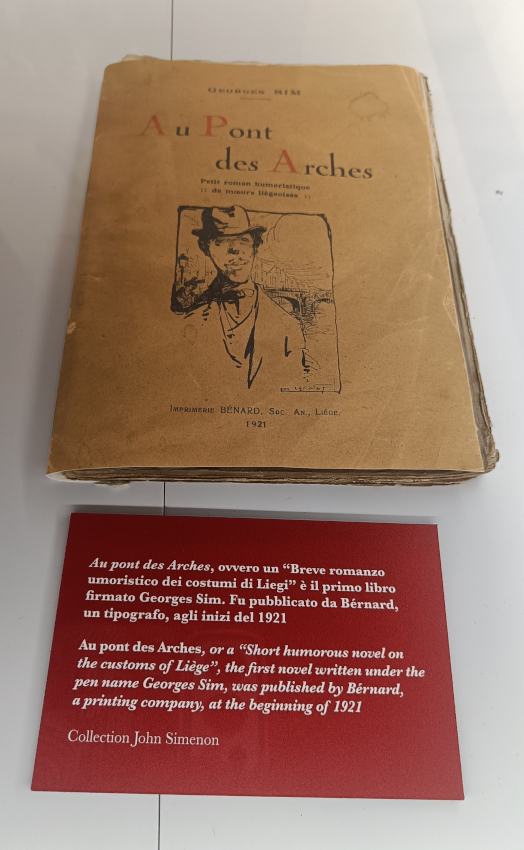 Georges SIM
Au Pont
des Arches
Petit roman humoristique
:: de mœurs liégeoises ::
Imprimerie BÉNARD, Soc. An., Liége.
1921
Au pont des Arches, ovvero un “Breve romanzo
umoristico dei costumi di Liegi” è il primo libro
firmato Georges Sim. Fu pubblicato da Bérnard,
un tipografo, agli inizi del 1921
Au pont des Arches, or a “Short humorous novel on
the customs of Liège”, the first novel written under the
pen name Georges Sim, was published by Bérnard,
a printing company, at the beginning of 1921
Collection John Simenon